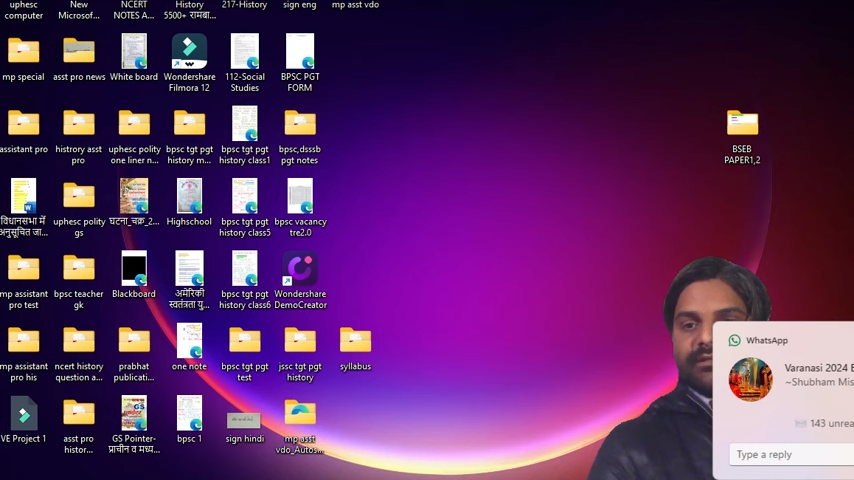 uphesc
computer
New
Microsof...
NCERT
NOTES A...
History
5500+ रामबा...
217-History
sign eng
mp asst vdo
mp special
asst pro news
White board
Wondershare
Filmora 12
112-Social
Studies
BPSC PGT
FORM
assistant pro
histrory asst
pro
uphesc polity
one liner n...
bpsc tgt pgt
history m...
bpsc tgt pgt
history class1
bpsc,dsssb
pgt notes
BSEB
PAPER1,2
विधानसभा में
अनुसूचित जा...
uphesc polity
gs
घटना_चक्र_2...
Highschool
bpsc tgt pgt
history class5
bpsc vacancy
tre2.0
mp assistant
pro test
bpsc teacher
gk
Blackboard
अमेरिकी
स्वतंत्रता यु...
bpsc tgt pgt
history class6
Wondershare
DemoCreator
mp assistant
pro his
ncert history
question a...
prabhat
publicati...
one note
bpsc tgt pgt
test
jssc tgt pgt
history
syllabus
VE Project 1
asst pro
histor...
GS Pointer-
प्राचीन व मध्य...
bpsc 1
sign hindi
mp asst
vdo_Autos...
WhatsApp
Varanasi 2024 B
~Shubham Mis
143 unrea
Type a reply